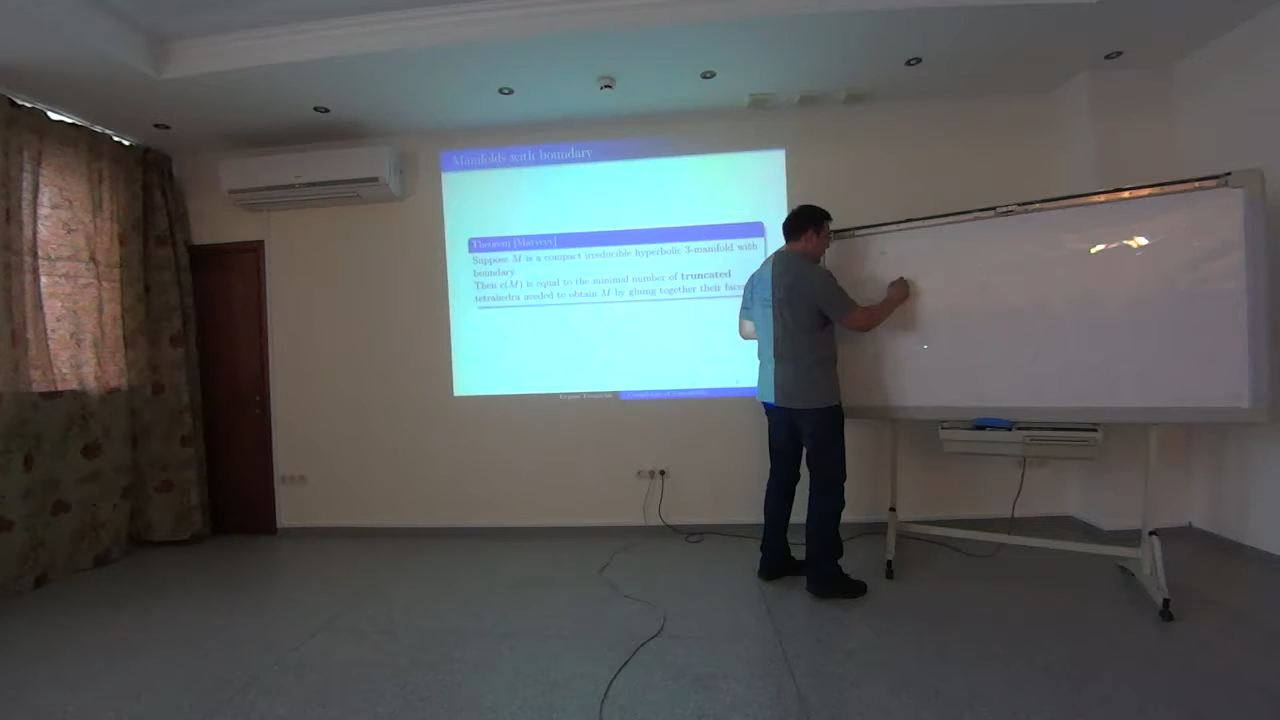 Manifolds with boundary
Theorem [Matveev]
Suppose M is a compact irreducible hyperbolic 3-manifold with
boundary.
Then c(M) is equal to the minimal number of truncated
tetrahedra needed to obtain M by gluing together their faces